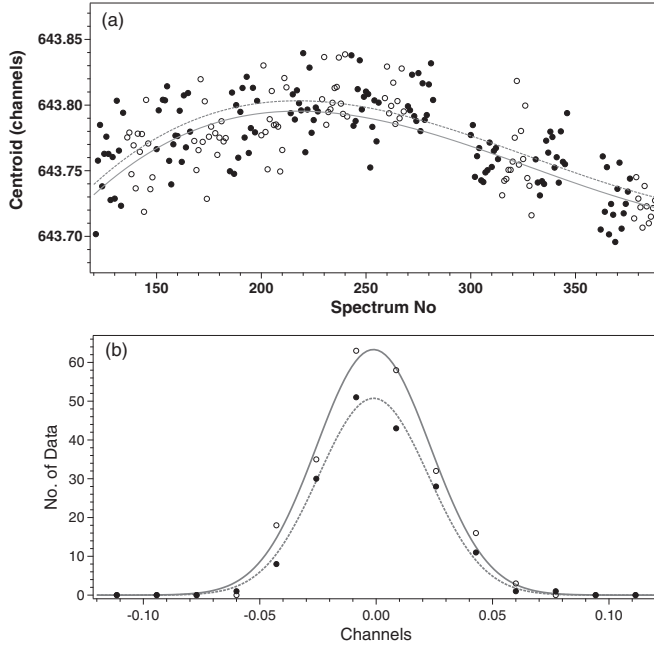 (a)
Centroid (channels)
643.85
643.80
643.75
643.70
150 200 250 300 350
Spectrum No
(b)
No. of Data
60
50
40
30
20
10
0
-0.10 -0.05 0.00 0.05 0.10
Channels